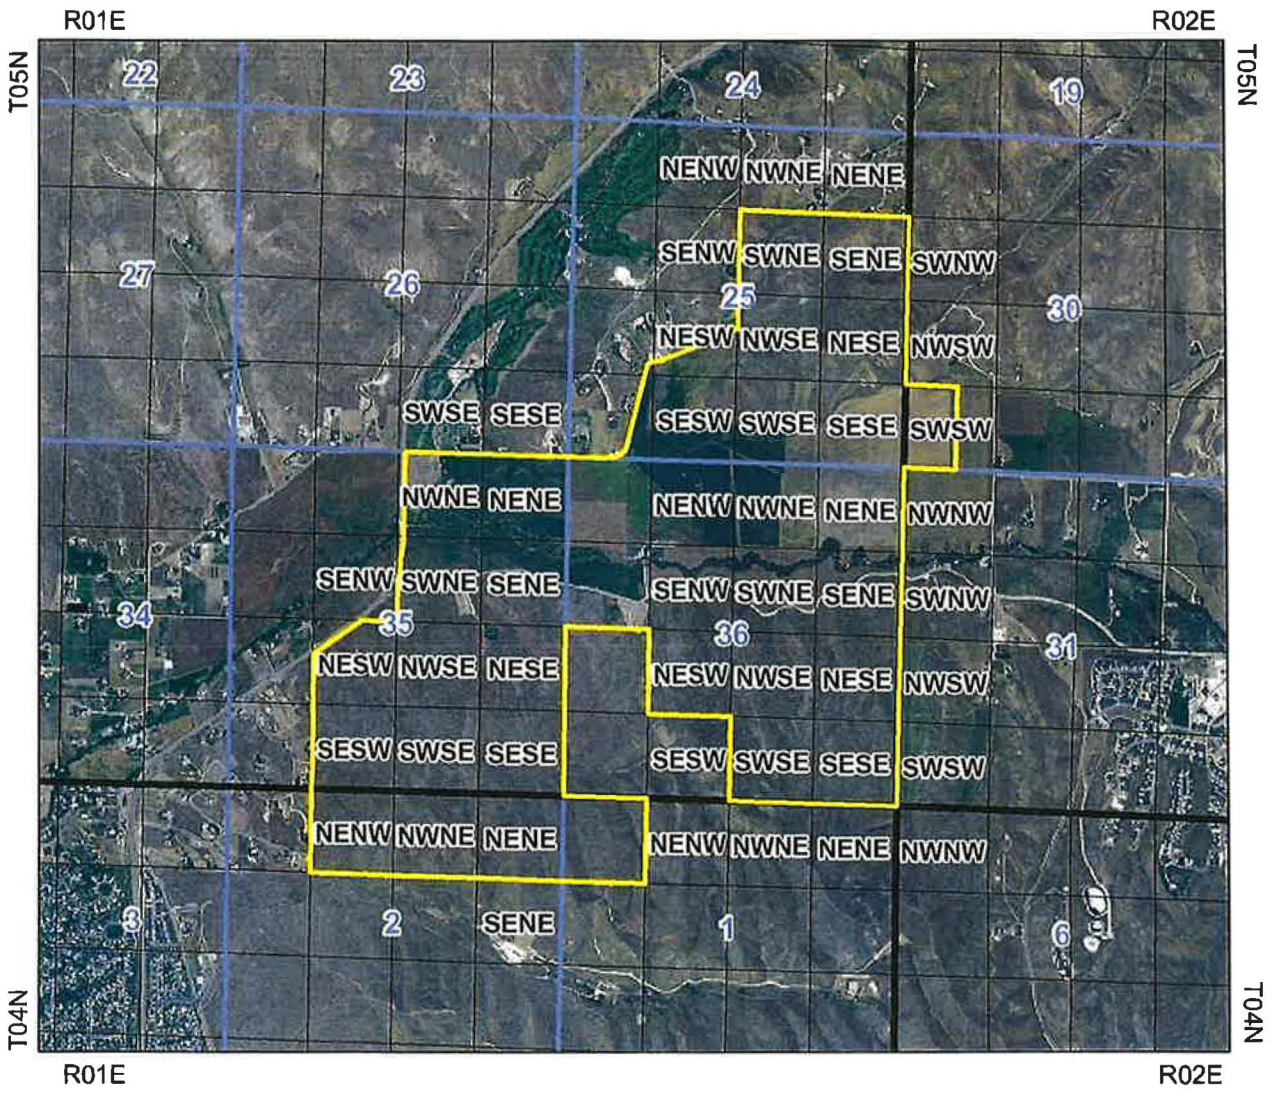 R01E R02E
T05N T05N
22 23 24 19
NENW NWNE NENE
SENW SWNE SENE SWNW
27 26 25 30
NESW NWSE NESE NWSW
SWSE SESE SESW SWSE SESE SWSW
NWNE NENE NENW NWNE NENE NWNW
SENW SWNE SENE SENW SWNE SENE SWNW
34 35 36 31
NESW NWSE NESE NESW NWSE NESE NWSW
SESW SWSE SESE SESW SWSE SESE SWSW
NENW NWNE NENE NENW NWNE NENE NWNW
3 2 SENE 1 6
T04N T04N
R01E R02E